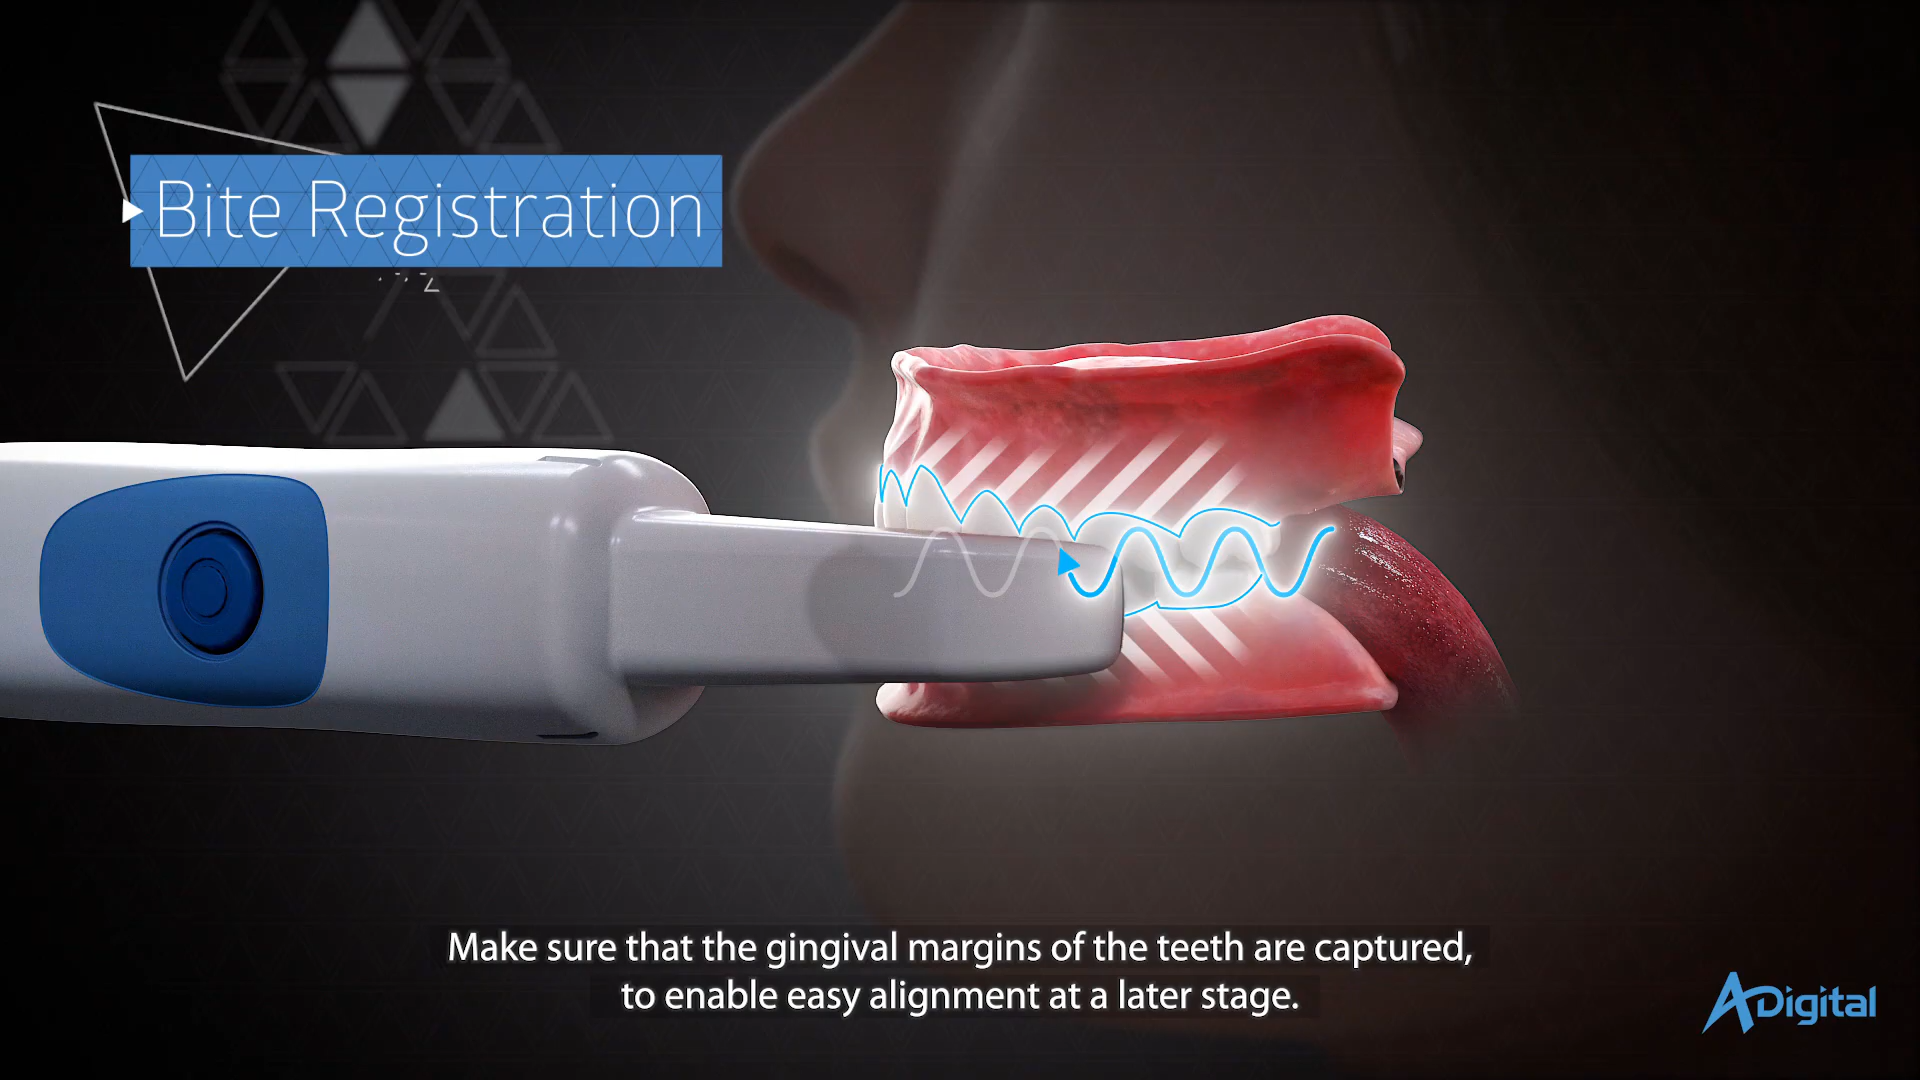 Bite Registration
Make sure that the gingival margins of the teeth are captured,
to enable easy alignment at a later stage.
ADigital